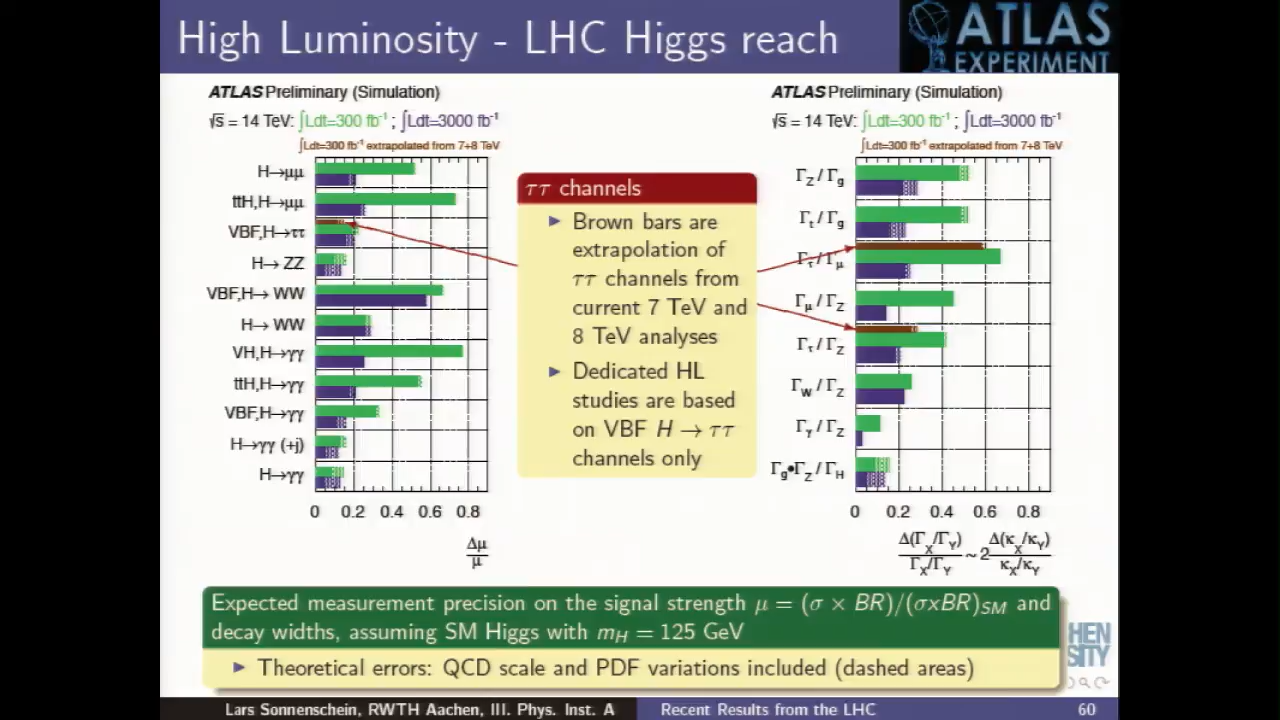 High Luminosity - LHC Higgs reach
ATLAS
EXPERIMENT
ATLAS Preliminary (Simulation)
√s = 14 TeV: ∫Ldt=300 fb⁻¹ ; ∫Ldt=3000 fb⁻¹
∫Ldt=300 fb⁻¹ extrapolated from 7+8 TeV
H→μμ
ttH,H→μμ
VBF,H→ττ
H→ ZZ
VBF,H→ WW
H→ WW
VH,H→γγ
ttH,H→γγ
VBF,H→γγ
H→γγ (+j)
H→γγ
0 0.2 0.4 0.6 0.8
Δμ
μ
ττ channels
Brown bars are
extrapolation of
ττ channels from
current 7 TeV and
8 TeV analyses
Dedicated HL
studies are based
on VBF H → ττ
channels only
ATLAS Preliminary (Simulation)
√s = 14 TeV: ∫Ldt=300 fb⁻¹ ; ∫Ldt=3000 fb⁻¹
∫Ldt=300 fb⁻¹ extrapolated from 7+8 TeV
Γ_Z / Γ_g
Γ_t / Γ_g
Γ_τ / Γ_μ
Γ_μ / Γ_Z
Γ_τ / Γ_Z
Γ_W / Γ_Z
Γ_γ / Γ_Z
Γ_g•Γ_Z / Γ_H
0 0.2 0.4 0.6 0.8
Δ(Γ_X/Γ_Y) ~ 2 Δ(κ_X/κ_Y)
Γ_X/Γ_Y κ_X/κ_Y
Expected measurement precision on the signal strength μ = (σ × BR)/(σxBR)_SM and
decay widths, assuming SM Higgs with m_H = 125 GeV
Theoretical errors: QCD scale and PDF variations included (dashed areas)
HEN
SITY
Lars Sonnenschein, RWTH Aachen, III. Phys. Inst. A
Recent Results from the LHC
60